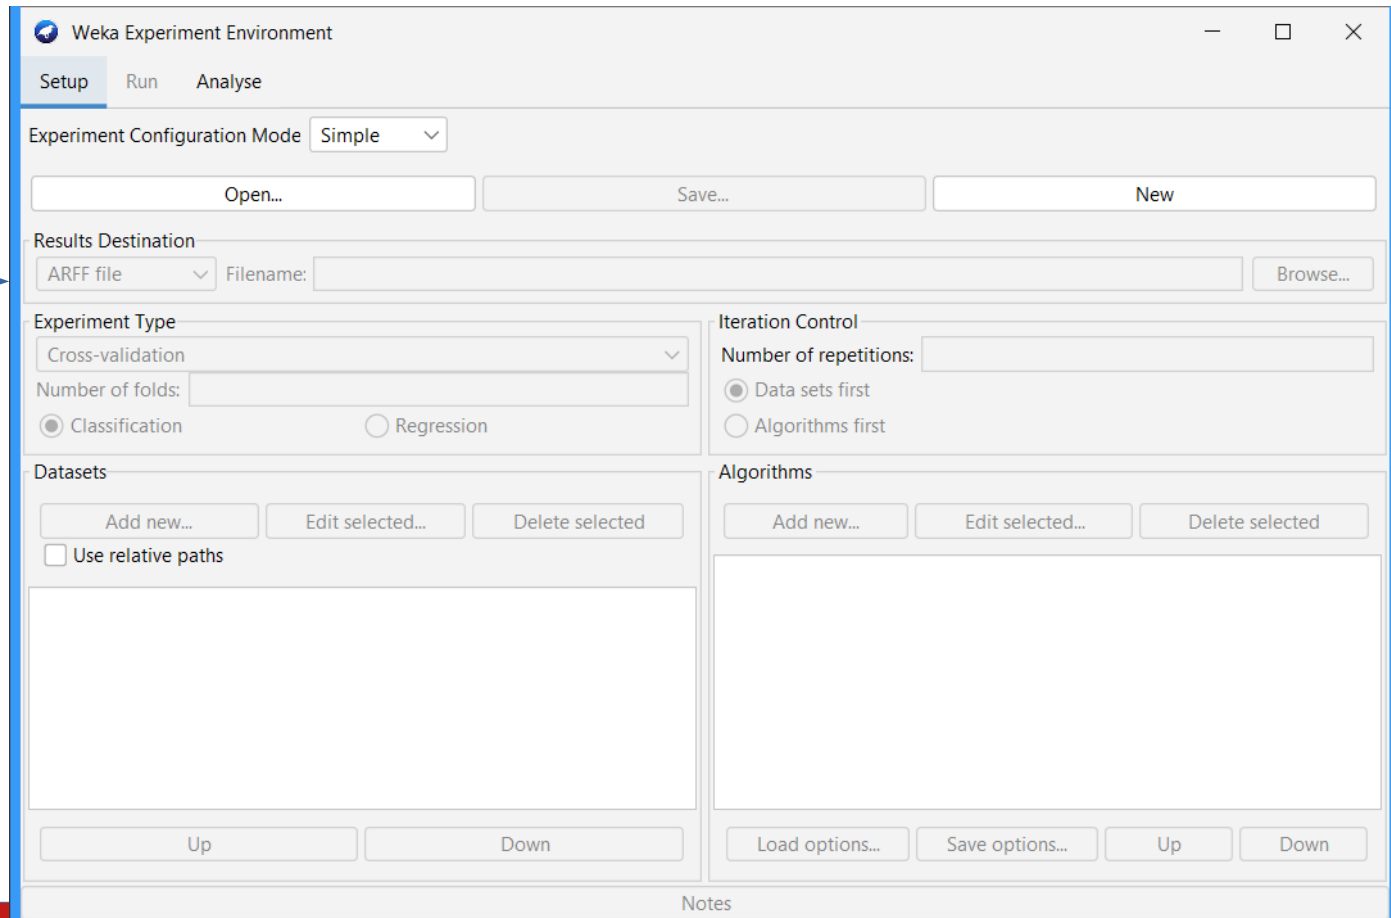 Weka Experiment Environment
Setup Run Analyse
Experiment Configuration Mode Simple
Open... Save... New
Results Destination
ARFF file Filename: Browse...
Experiment Type
Cross-validation
Number of folds:
Classification Regression
Iteration Control
Number of repetitions:
Data sets first
Algorithms first
Datasets
Add new... Edit selected... Delete selected
Use relative paths
Up Down
Algorithms
Add new... Edit selected... Delete selected
Load options... Save options... Up Down
Notes